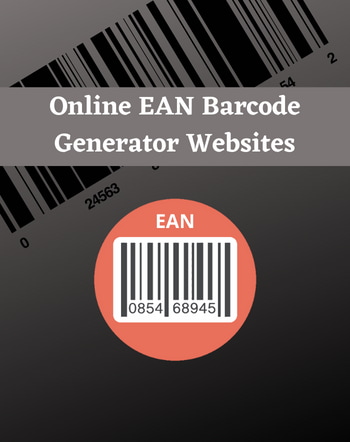 Online EAN Barcode
Generator Websites
54 2
0 24563
EAN
0854 68945